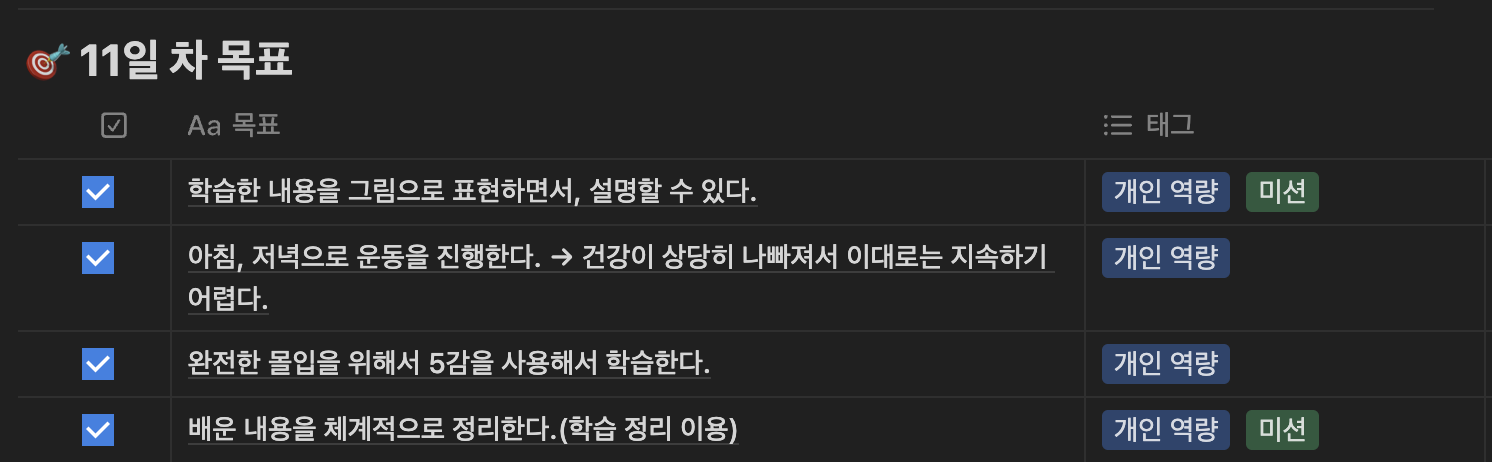 🎯 11일 차 목표
Aa 목표
태그
학습한 내용을 그림으로 표현하면서, 설명할 수 있다.
개인 역량 미션
아침, 저녁으로 운동을 진행한다. → 건강이 상당히 나빠져서 이대로는 지속하기
어렵다.
개인 역량
완전한 몰입을 위해서 5감을 사용해서 학습한다.
개인 역량
배운 내용을 체계적으로 정리한다.(학습 정리 이용)
개인 역량 미션